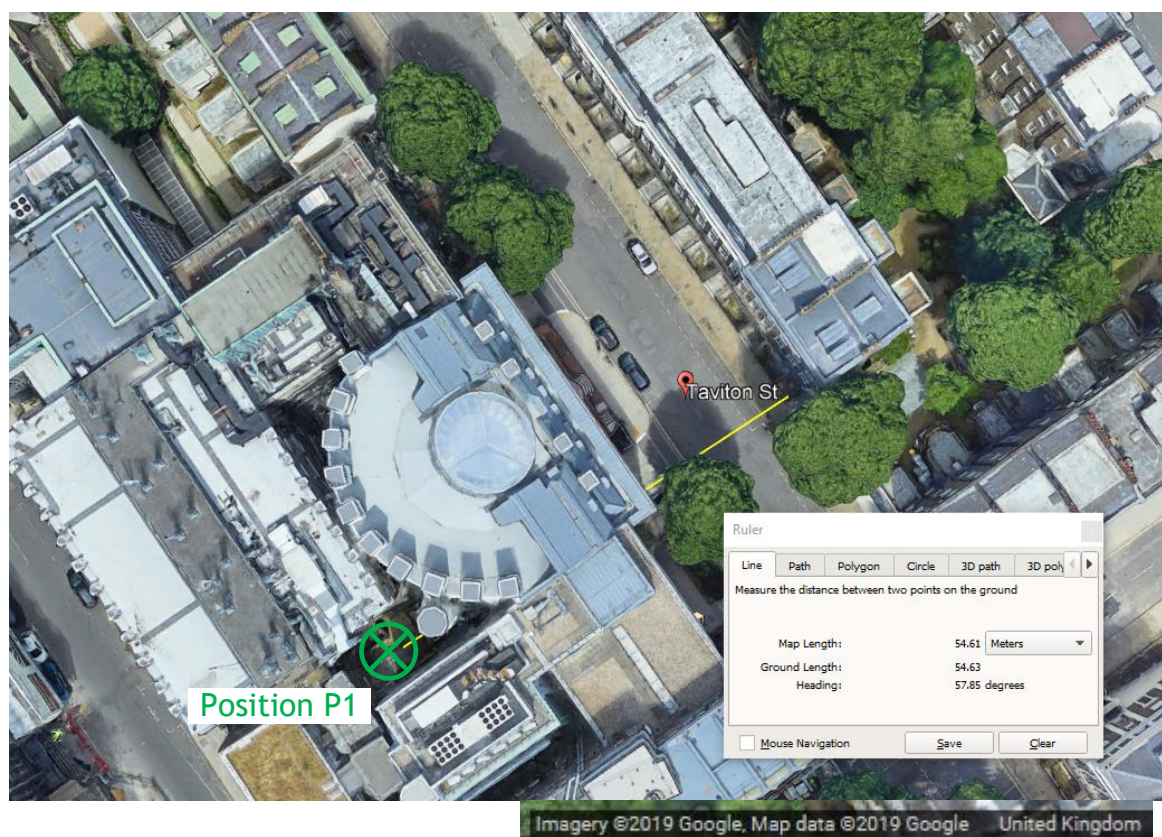 Taviton St
Position P1
Ruler
Line Path Polygon Circle 3D path 3D poly
Measure the distance between two points on the ground
Map Length: 54.61 Meters
Ground Length: 54.63
Heading: 57.85 degrees
Mouse Navigation Save Clear
Imagery ©2019 Google, Map data ©2019 Google United Kingdom